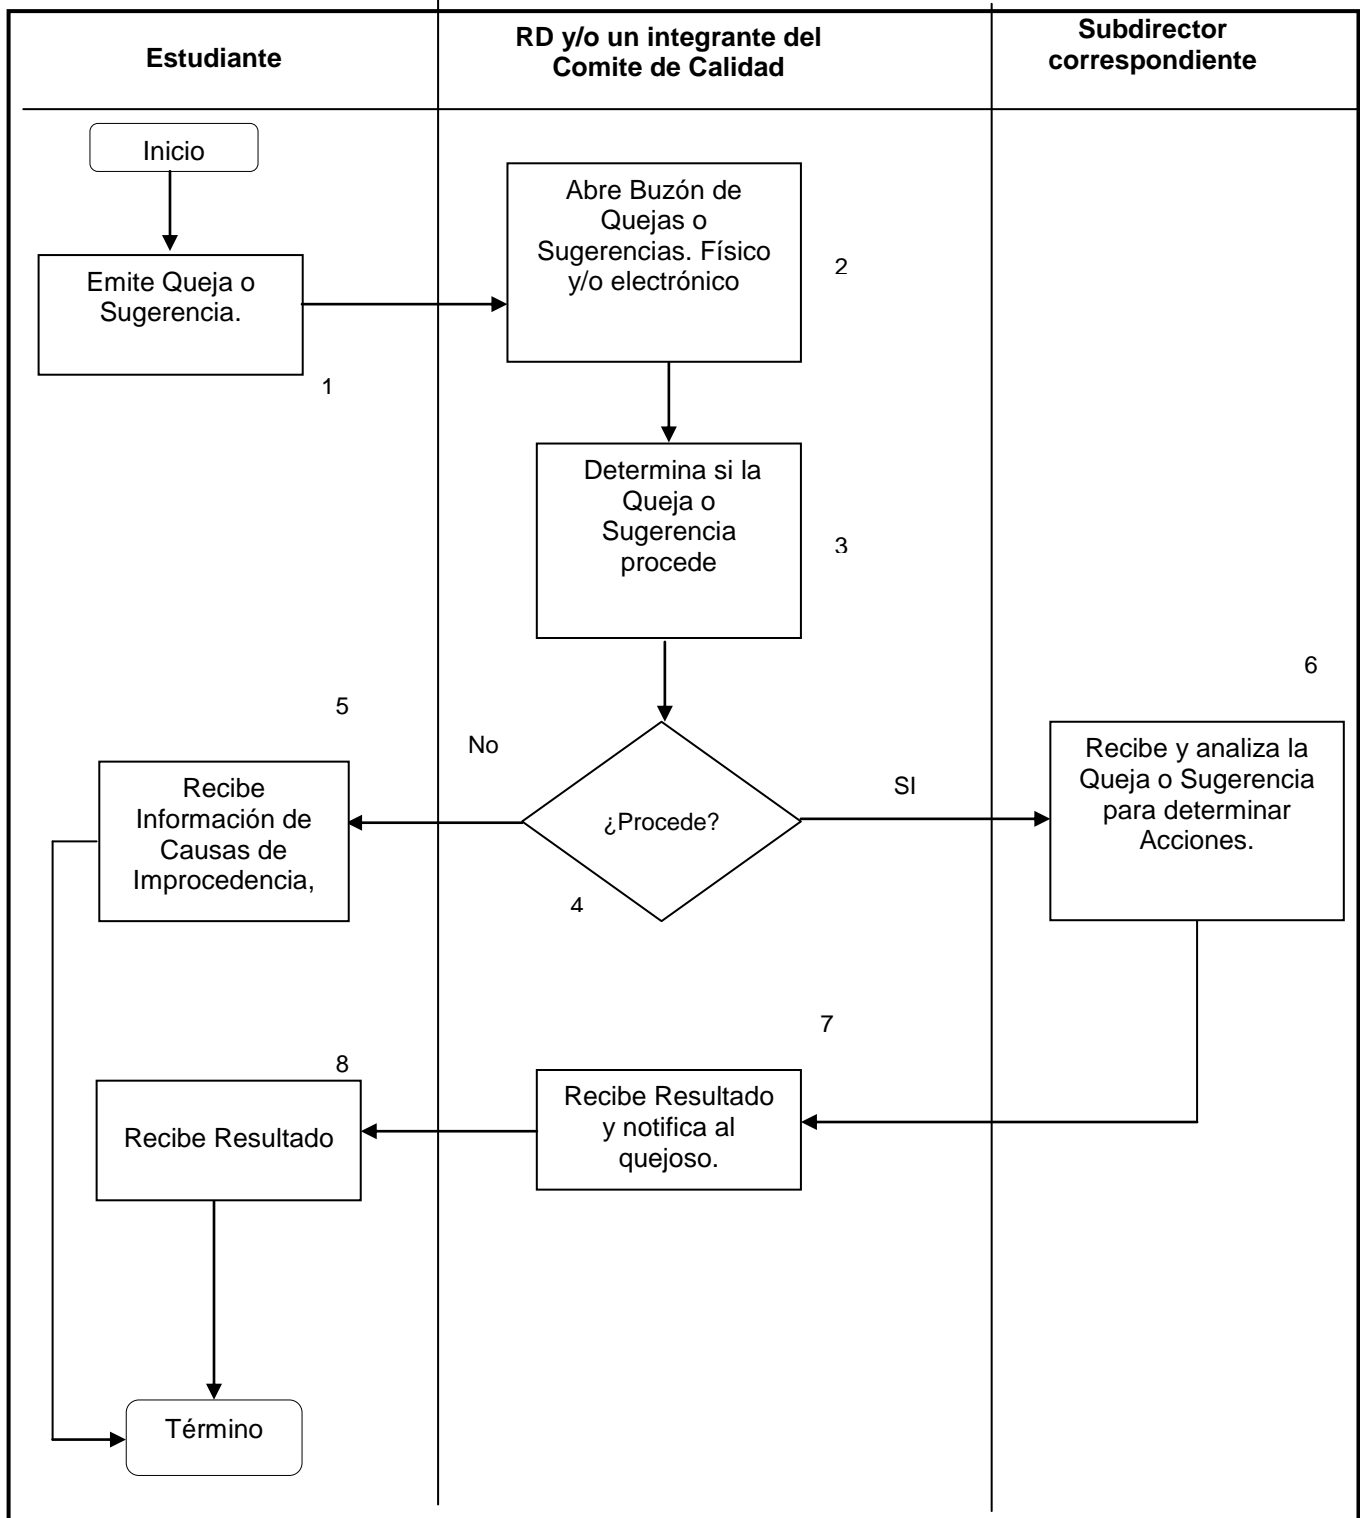 Estudiante
RD y/o un integrante del
Comite de Calidad
Subdirector
correspondiente
Inicio
Emite Queja o
Sugerencia.
1
Abre Buzón de
Quejas o
Sugerencias. Físico
y/o electrónico
2
Determina si la
Queja o
Sugerencia
procede
3
¿Procede?
4
No
SI
5
Recibe
Información de
Causas de
Improcedencia,
6
Recibe y analiza la
Queja o Sugerencia
para determinar
Acciones.
7
Recibe Resultado
y notifica al
quejoso.
8
Recibe Resultado
Término